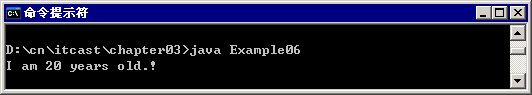 命令提示符
D:\cn\itcast\chapter03>java Example06
I am 20 years old.!